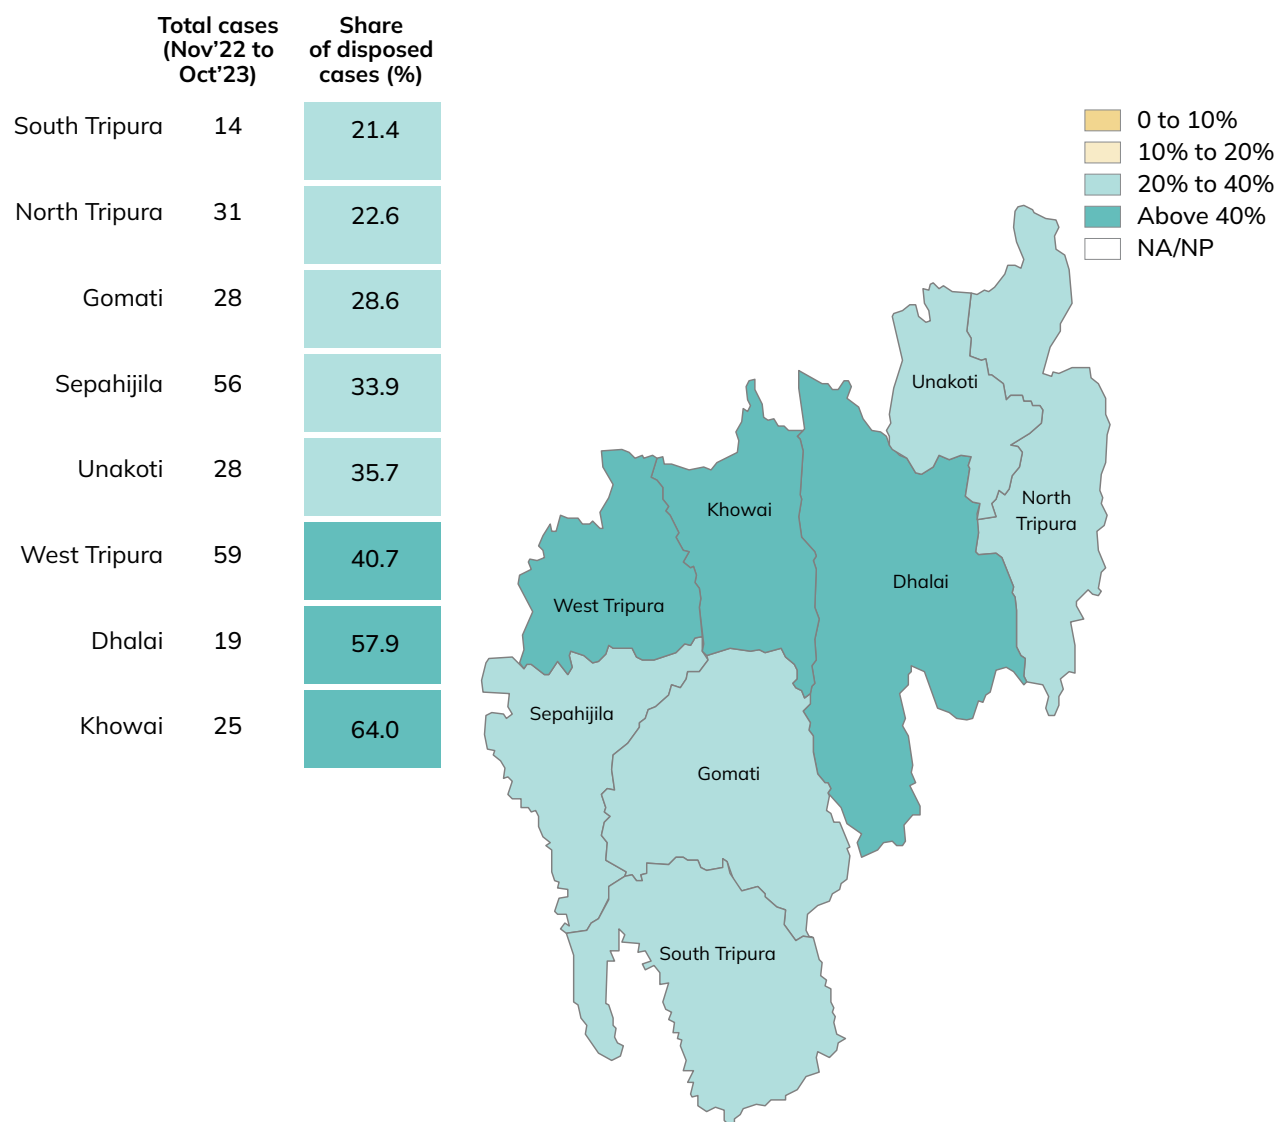 Total cases
(Nov’22 to
Oct’23)
Share
of disposed
cases (%)
South Tripura 14 21.4
North Tripura 31 22.6
Gomati 28 28.6
Sepahijila 56 33.9
Unakoti 28 35.7
West Tripura 59 40.7
Dhalai 19 57.9
Khowai 25 64.0
0 to 10%
10% to 20%
20% to 40%
Above 40%
NA/NP
Unakoti
North
Tripura
Khowai
Dhalai
West Tripura
Sepahijila
Gomati
South Tripura